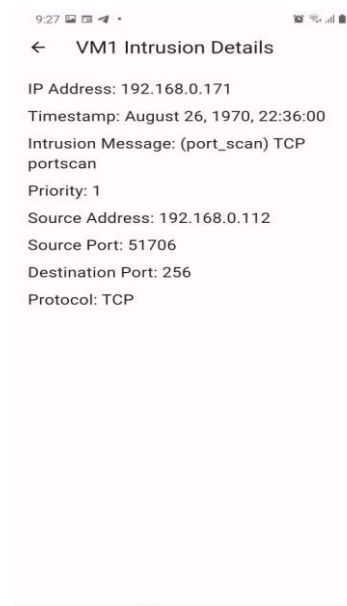 9:27
← VM1 Intrusion Details
IP Address: 192.168.0.171
Timestamp: August 26, 1970, 22:36:00
Intrusion Message: (port_scan) TCP
portscan
Priority: 1
Source Address: 192.168.0.112
Source Port: 51706
Destination Port: 256
Protocol: TCP